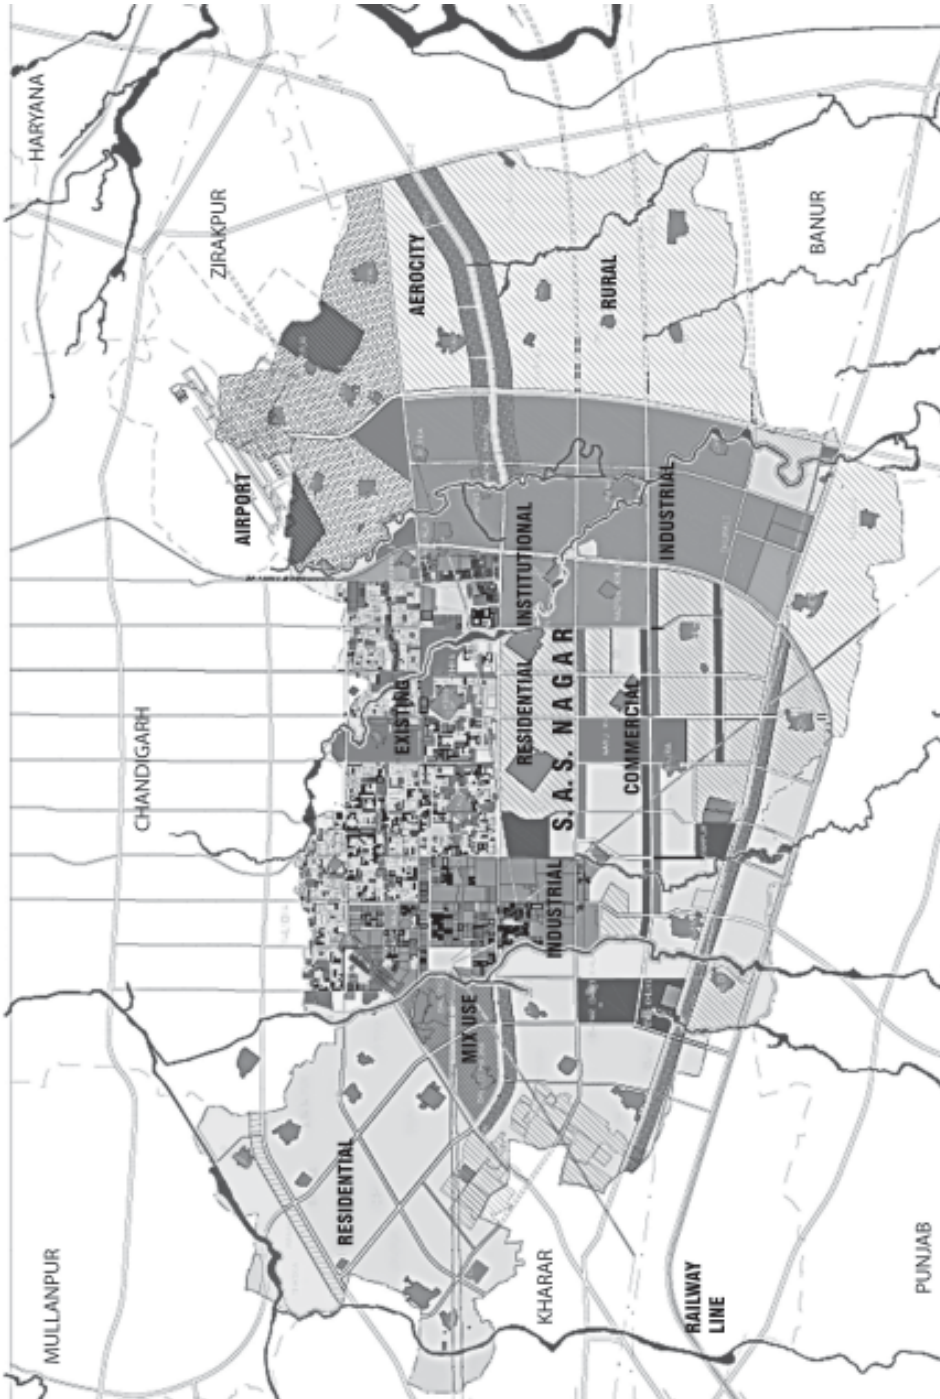 MULLANPUR
CHANDIGARH
HARYANA
ZIRAKPUR
AIRPORT
RESIDENTIAL
EXISTING
AEROCITY
MIX USE
INDUSTRIAL
RESIDENTIAL
INSTITUTIONAL
S. A. S. NAGAR
KHARAR
COMMERCIAL
INDUSTRIAL
RURAL
RAILWAY
LINE
BANUR
PUNJAB